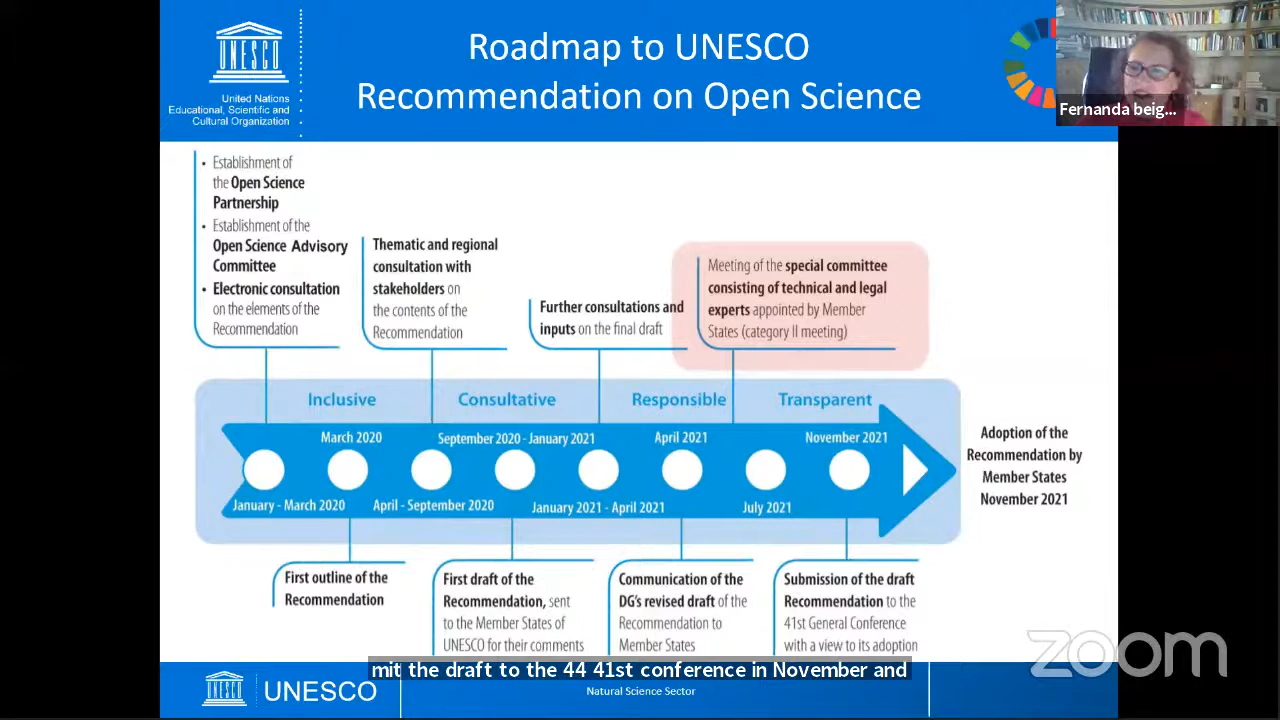 UNESCO
United Nations
Educational, Scientific and
Cultural Organization
Roadmap to UNESCO
Recommendation on Open Science
Fernanda beig...
• Establishment of
the Open Science
Partnership
• Establishment of the
Open Science Advisory
Committee
• Electronic consultation
on the elements of the
Recommendation
Thematic and regional
consultation with
stakeholders on
the contents of the
Recommendation
Further consultations and
inputs on the final draft
Meeting of the special committee
consisting of technical and legal
experts appointed by Member
States (category II meeting)
Inclusive
Consultative
Responsible
Transparent
March 2020
September 2020 - January 2021
April 2021
November 2021
January - March 2020
April - September 2020
January 2021 - April 2021
July 2021
Adoption of the
Recommendation by
Member States
November 2021
First outline of the
Recommendation
First draft of the
Recommendation, sent
to the Member States of
UNESCO for their comments
Communication of the
DG's revised draft of the
Recommendation to
Member States
Submission of the draft
Recommendation to the
41st General Conference
with a view to its adoption
zoom
mit the draft to the 44 41st conference in November and
UNESCO
UNESCO
Natural Science Sector